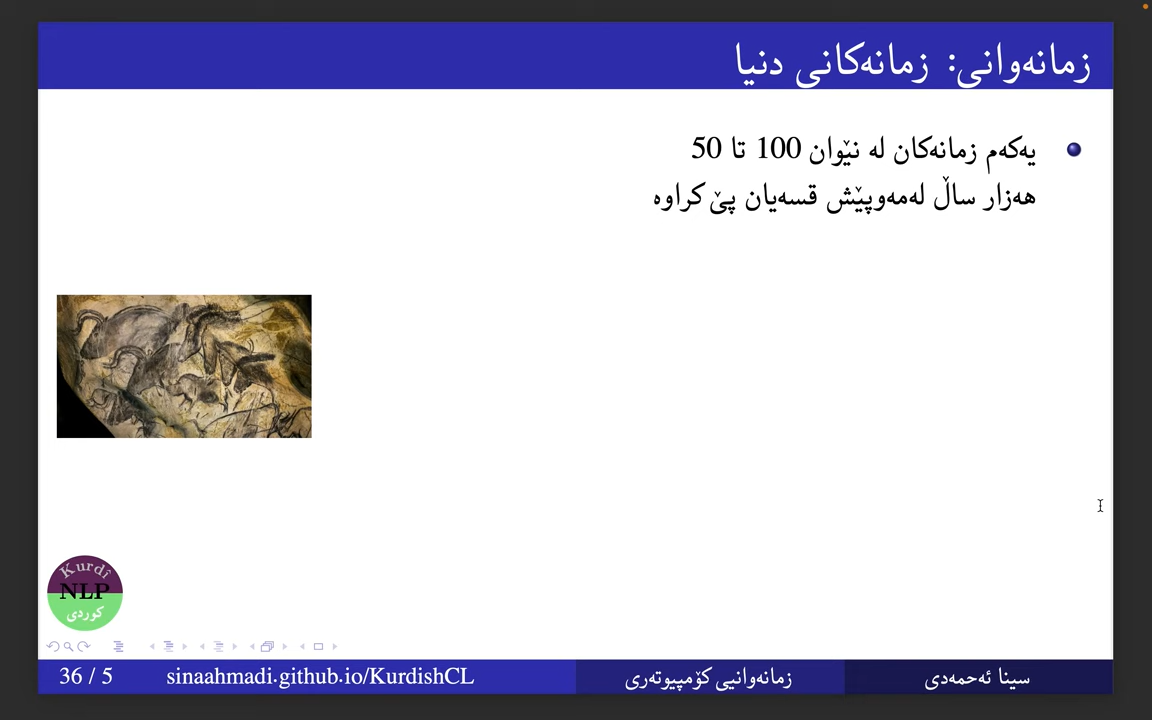 زمانەوانی: زمانەکانی دنیا
یەکەم زمانەکان لە نێوان 100 تا 50
هەزار ساڵ لەمەوپێش قسەیان پێ کراوە
Kurdî
NLP
کوردی
سینا ئەحمەدی
زمانەوانیی کۆمپیوتەری
sinaahmadi.github.io/KurdishCL
36 / 5